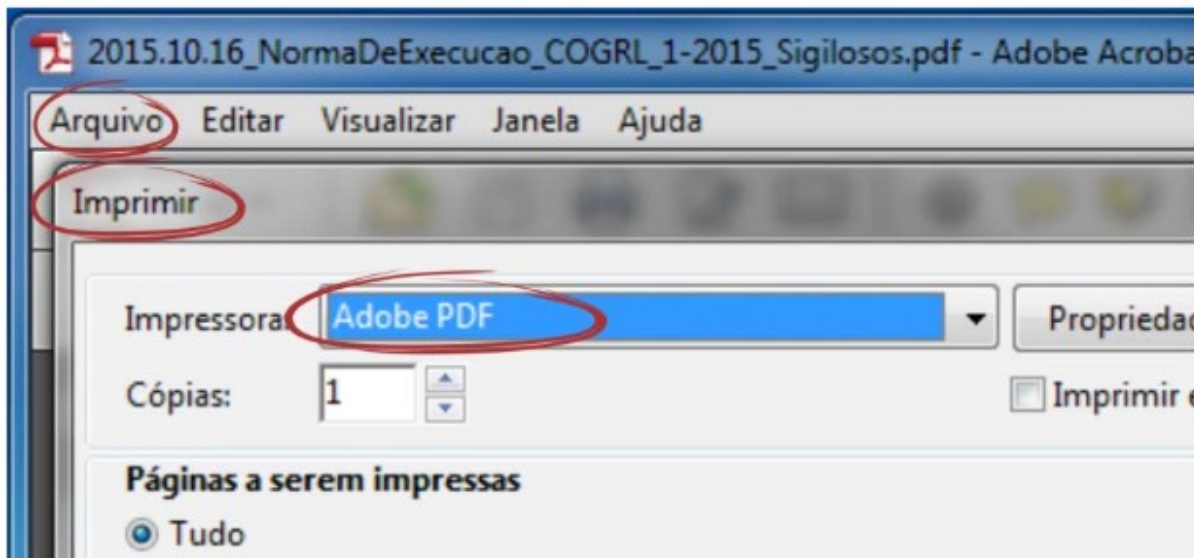 2015.10.16_NormaDeExecucao_COGRL_1-2015_Sigilosos.pdf - Adobe Acroba
Arquivo Editar Visualizar Janela Ajuda
Imprimir
Impressora: Adobe PDF Propriedad
Cópias: 1 Imprimir e
Páginas a serem impressas
Tudo